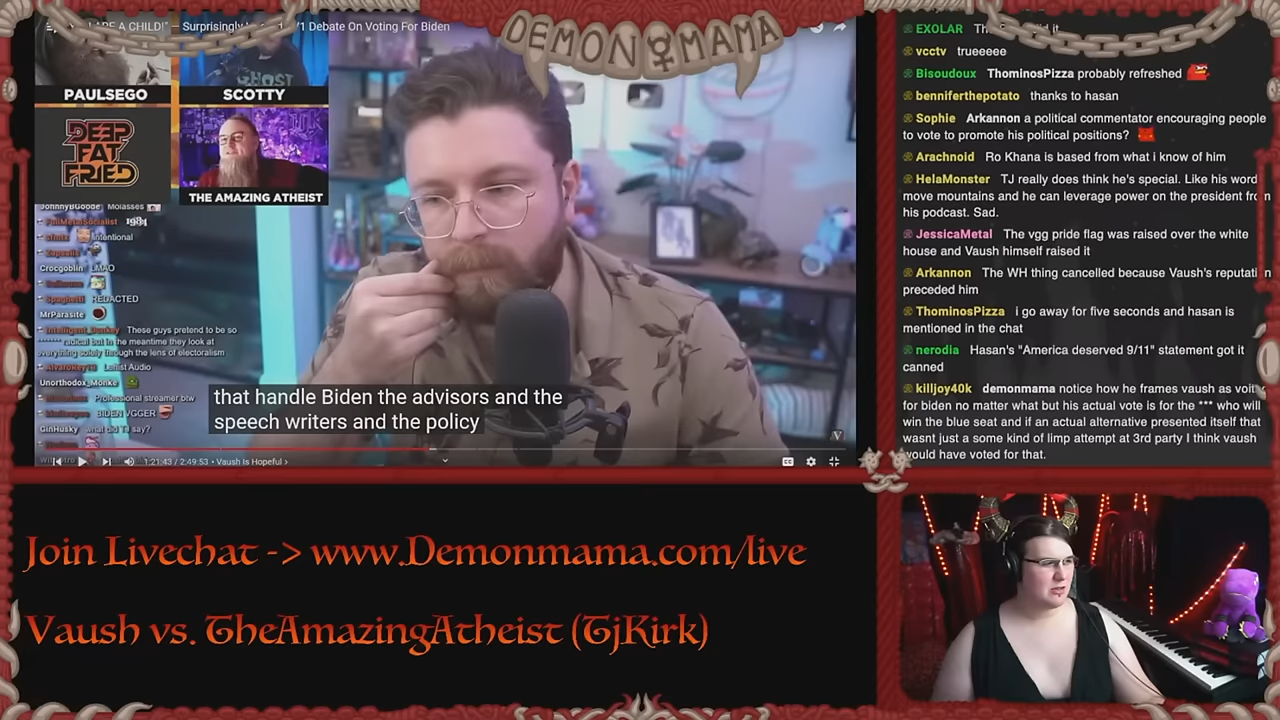 ARE A CHILD!" — Surprisingly
/1 Debate On Voting For Biden
DEMON MAMA
PAULSEGO
SCOTTY
DEEP
FAT
FRIED
THE AMAZING ATHEIST
JohnnyBGoode Molasses
FullMetalSocialist 1984
Intentional
Crocgoblin LMAO
Spaghetti REDACTED
MrParasite
Intelligent_Donkey These guys pretend to be so
****** radical but in the meantime they look at
everything solely through the lens of electoralism
Leftist Audio
Unorthodox_Monke
Professional streamer btw
BIDEN VGGER
GinHusky what did TJ say?
that handle Biden the advisors and the
speech writers and the policy
1:21:43 / 2:49:53 • Vaush Is Hopeful >
EXOLAR
vcctv trueeeee
Bisoudoux ThominosPizza probably refreshed
benniferthepotato thanks to hasan
Sophie Arkannon a political commentator encouraging people
to vote to promote his political positions?
Arachnoid Ro Khana is based from what i know of him
HelaMonster TJ really does think he's special. Like his word
move mountains and he can leverage power on the president from
his podcast. Sad.
JessicaMetal The vgg pride flag was raised over the white
house and Vaush himself raised it
Arkannon The WH thing cancelled because Vaush's reputation
preceded him
ThominosPizza i go away for five seconds and hasan is
mentioned in the chat
nerodia Hasan's "America deserved 9/11" statement got it
canned
killjoy40k demonmama notice how he frames vaush as voit
for biden no matter what but his actual vote is for the *** who will
win the blue seat and if an actual alternative presented itself that
wasnt just a some kind of limp attempt at 3rd party I think vaush
would have voted for that.
Join Livechat -> www.Demonmama.com/live
Vaush vs. TheAmazingAtheist (TjKirk)